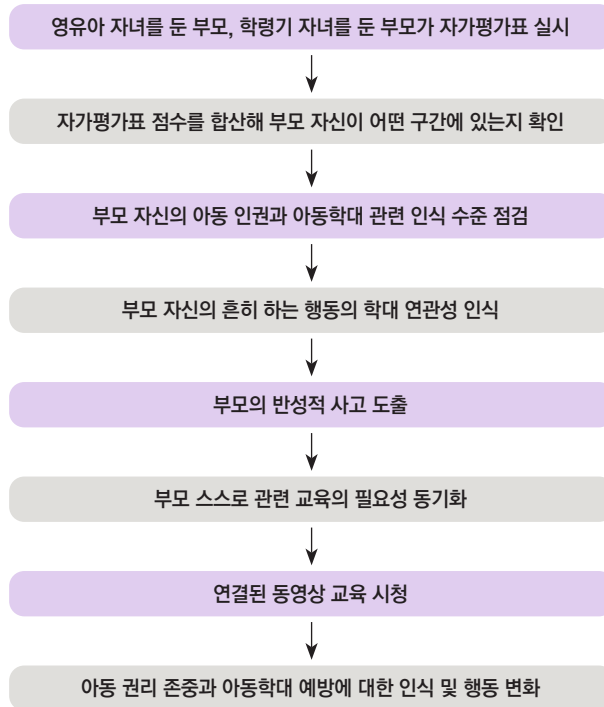 영유아 자녀를 둔 부모, 학령기 자녀를 둔 부모가 자가평가표 실시
자가평가표 점수를 합산해 부모 자신이 어떤 구간에 있는지 확인
부모 자신의 아동 인권과 아동학대 관련 인식 수준 점검
부모 자신의 흔히 하는 행동의 학대 연관성 인식
부모의 반성적 사고 도출
부모 스스로 관련 교육의 필요성 동기화
연결된 동영상 교육 시청
아동 권리 존중과 아동학대 예방에 대한 인식 및 행동 변화